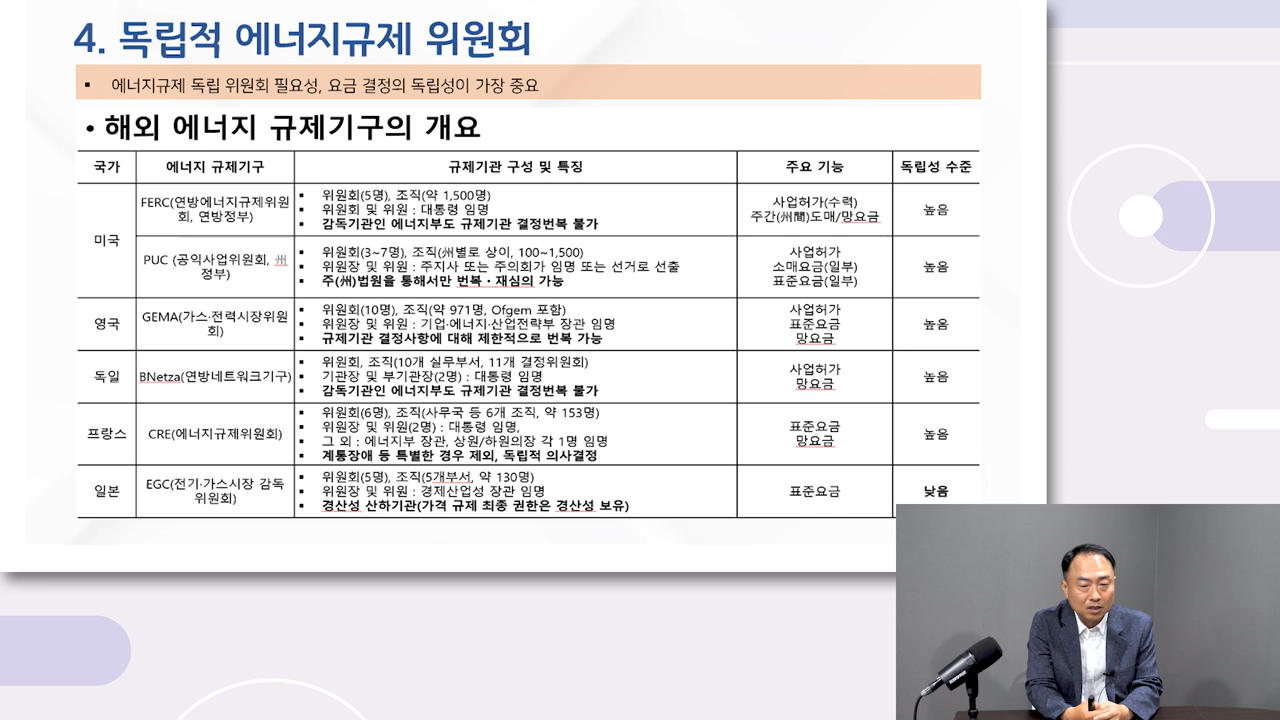 4. 독립적 에너지규제 위원회
▪ 에너지규제 독립 위원회 필요성, 요금 결정의 독립성이 가장 중요
• 해외 에너지 규제기구의 개요
국가 에너지 규제기구 규제기관 구성 및 특징 주요 기능 독립성 수준
미국
FERC(연방에너지규제위원
회, 연방정부)
▪ 위원회(5명), 조직(약 1,500명)
▪ 위원회 및 위원 : 대통령 임명
▪ 감독기관인 에너지부도 규제기관 결정번복 불가
사업허가(수력)
주간(州間)도매/망요금
높음
PUC (공익사업위원회, 州
정부)
▪ 위원회(3~7명), 조직(州별로 상이, 100~1,500)
▪ 위원장 및 위원 : 주지사 또는 주의회가 임명 또는 선거로 선출
▪ 주(州)법원을 통해서만 번복・재심의 가능
사업허가
소매요금(일부)
표준요금(일부)
높음
영국
GEMA(가스·전력시장위원
회)
▪ 위원회(10명), 조직(약 971명, Ofgem 포함)
▪ 위원장 및 위원 : 기업·에너지·산업전략부 장관 임명
▪ 규제기관 결정사항에 대해 제한적으로 번복 가능
사업허가
표준요금
망요금
높음
독일
BNetza(연방네트워크기구)
▪ 위원회, 조직(10개 실무부서, 11개 결정위원회)
▪ 기관장 및 부기관장(2명) : 대통령 임명
▪ 감독기관인 에너지부도 규제기관 결정번복 불가
사업허가
망요금
높음
프랑스
CRE(에너지규제위원회)
▪ 위원회(6명), 조직(사무국 등 6개 조직, 약 153명)
▪ 위원장 및 위원(2명) : 대통령 임명,
▪ 그 외 : 에너지부 장관, 상원/하원의장 각 1명 임명
▪ 계통장애 등 특별한 경우 제외, 독립적 의사결정
표준요금
망요금
높음
일본
EGC(전기·가스시장 감독
위원회)
▪ 위원회(5명), 조직(5개부서, 약 130명)
▪ 위원장 및 위원 : 경제산업성 장관 임명
▪ 경산성 산하기관(가격 규제 최종 권한은 경산성 보유)
표준요금
낮음